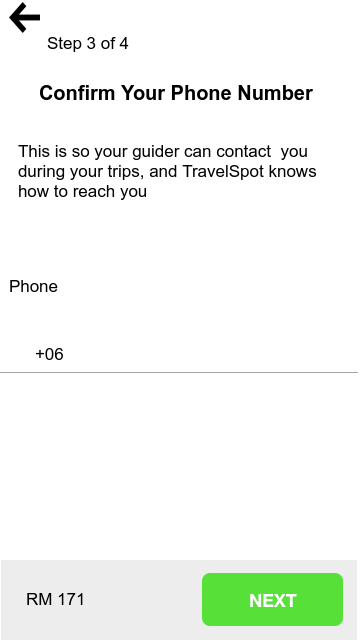 Step 3 of 4
Confirm Your Phone Number
This is so your guider can contact  you
during your trips, and TravelSpot knows
how to reach you
Phone
+06
RM 171
NEXT